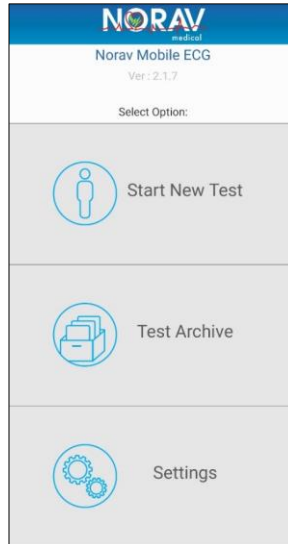 NORAV
medical
Norav Mobile ECG
Ver : 2.1.7
Select Option:
Start New Test
Test Archive
Settings